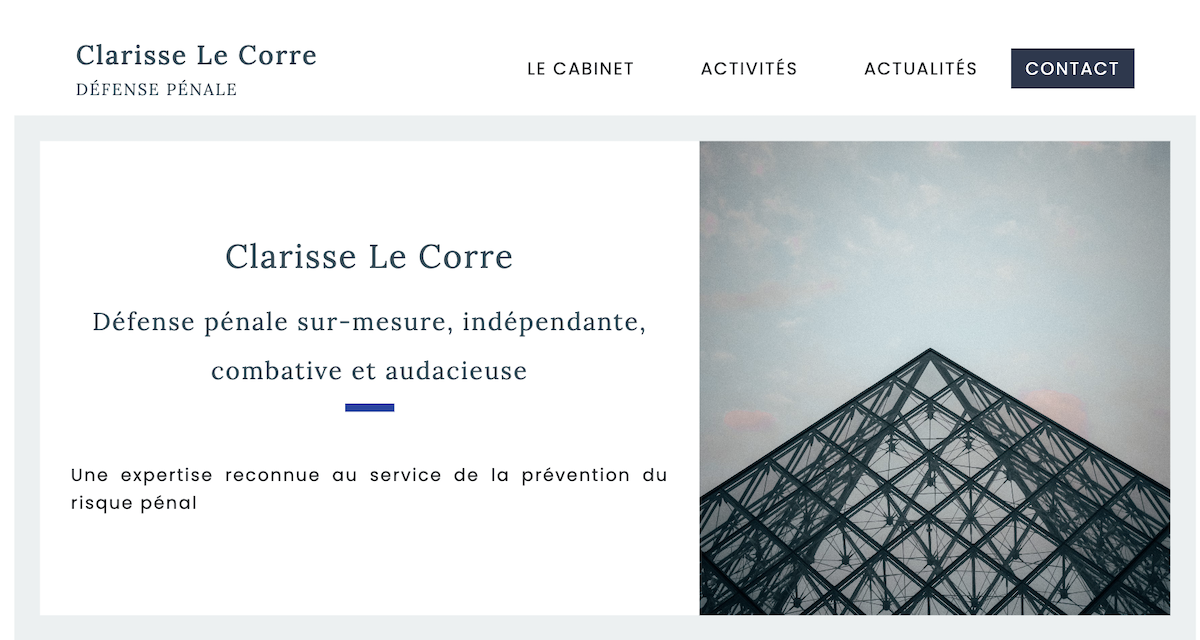 Clarisse Le Corre
DÉFENSE PÉNALE
LE CABINET
ACTIVITÉS
ACTUALITÉS
CONTACT
Clarisse Le Corre
Défense pénale sur-mesure, indépendante,
combative et audacieuse
Une expertise reconnue au service de la prévention du
risque pénal